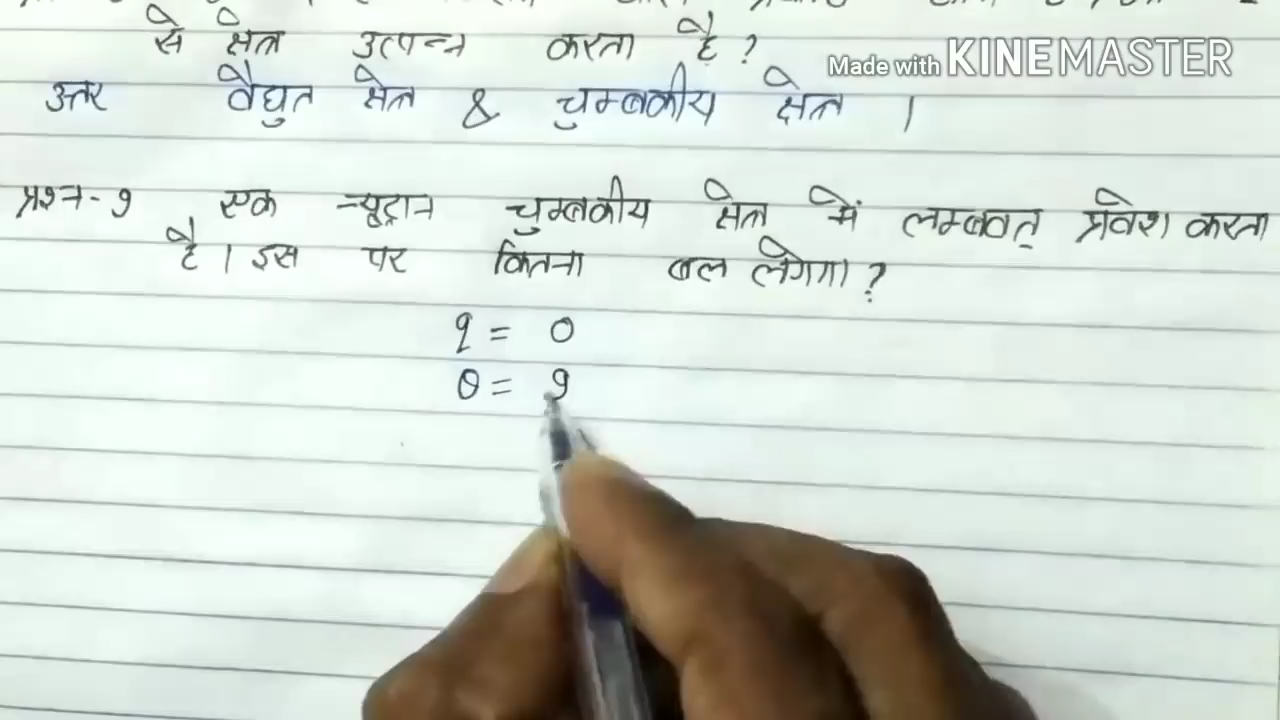 से क्षेत्र उत्पन्न करता है ?
Made with KINEMASTER
उत्तर वैद्युत क्षेत्र & चुम्बकीय क्षेत्र ।
प्रश्न - 9 एक न्यूट्रान चुम्बकीय क्षेत्र में लम्बवत् प्रवेश करता
है । इस पर कितना बल लगेगा ?
q = 0
θ = 9